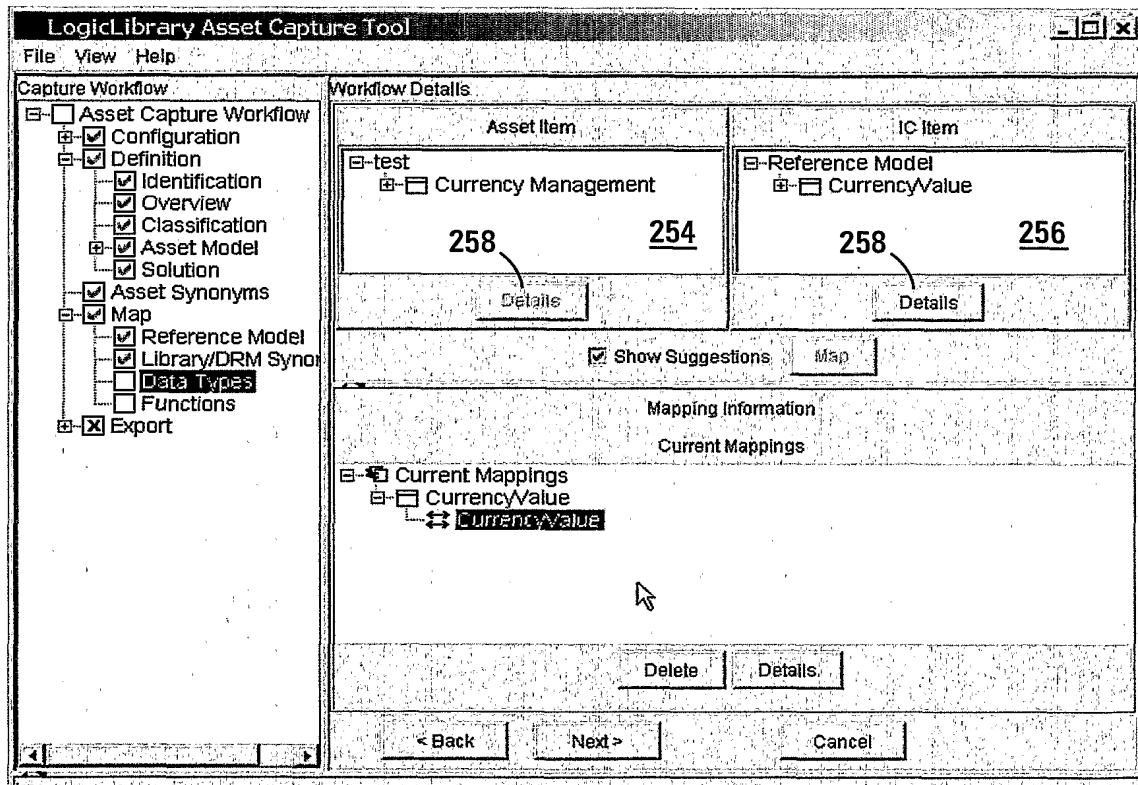 LogicLibrary Asset Capture Tool
File View Help
Capture Workflow
Asset Capture Workflow
Configuration
Definition
Identification
Overview
Classification
Asset Model
Solution
Asset Synonyms
Map
Reference Model
Library/DRM Synor
Data Types
Functions
Export
Workflow Details
Asset Item
test
Currency Management
258
254
Details
IC Item
Reference Model
CurrencyValue
258
256
Details
Show Suggestions
Map
Mapping Information
Current Mappings
Current Mappings
CurrencyValue
CurrencyValue
Delete
Details.
< Back
Next >
Cancel